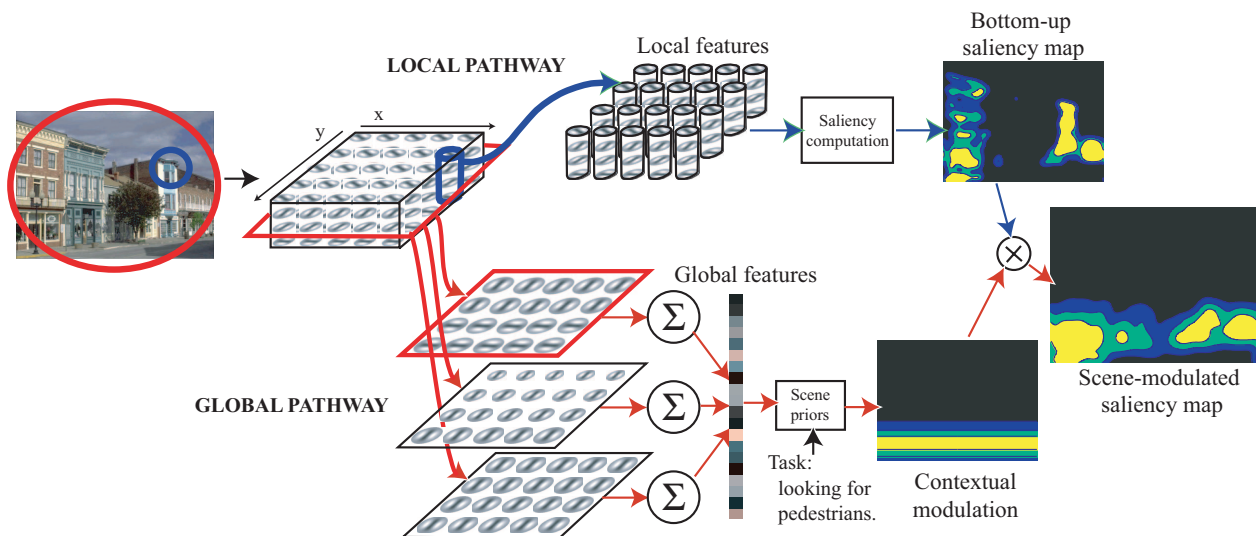 Bottom-up
saliency map
Local features
LOCAL PATHWAY
x
y
Saliency
computation
×
Global features
Σ
Σ
Σ
GLOBAL PATHWAY
Scene
priors
Task:
looking for
pedestrians.
Contextual
modulation
Scene-modulated
saliency map